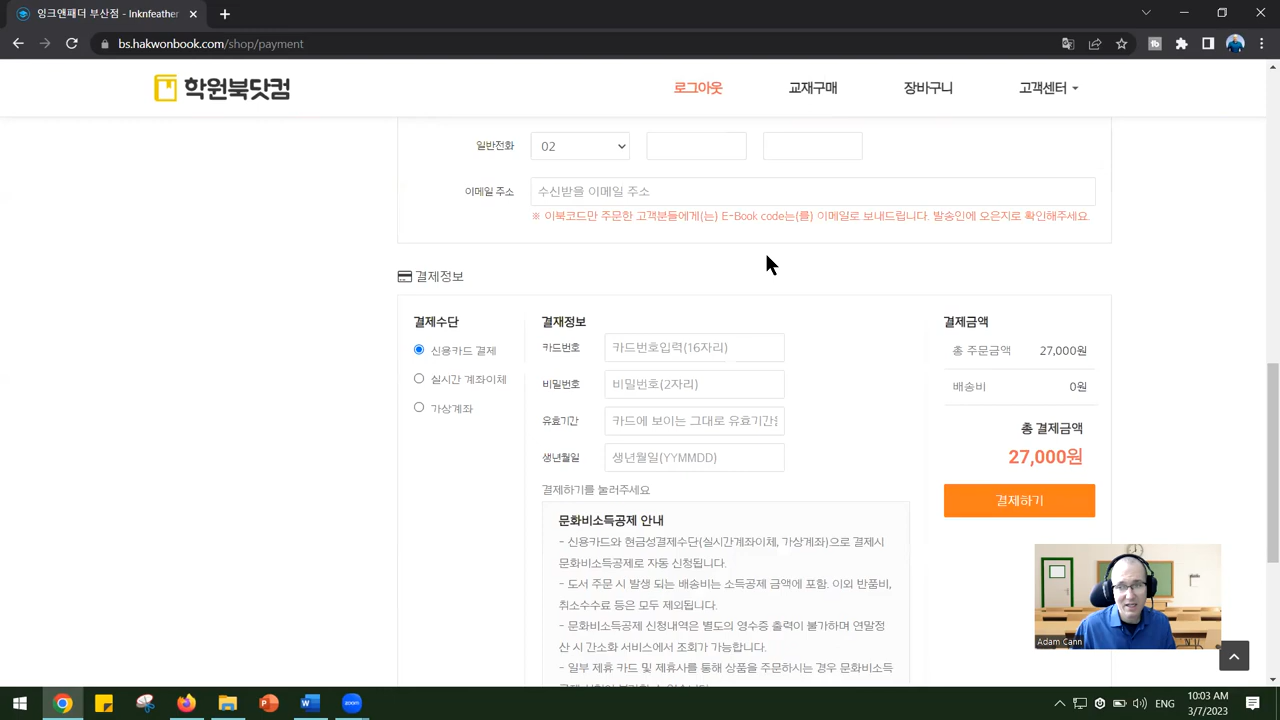 잉크앤페더 부산점 - Inknfeder
bs.hakwonbook.com/shop/payment
학원북닷컴
로그아웃
교재구매
장바구니
고객센터
일반전화
02
이메일 주소
수신받을 이메일 주소
※ 이북코드만 주문한 고객분들에게(는) E-Book code는(를) 이메일로 보내드립니다. 발송인에 오은지로 확인해주세요.
결제정보
결제수단
신용카드 결제
실시간 계좌이체
가상계좌
결재정보
카드번호
카드번호입력(16자리)
비밀번호
비밀번호(2자리)
유효기간
카드에 보이는 그대로 유효기간을
생년월일
생년월일(YYMMDD)
결제하기를 눌러주세요
문화비소득공제 안내
- 신용카드와 현금성결제수단(실시간계좌이체, 가상계좌)으로 결제시
문화비소득공제로 자동 신청됩니다.
- 도서 주문 시 발생 되는 배송비는 소득공제 금액에 포함. 이외 반품비,
취소수수료 등은 모두 제외됩니다.
- 문화비소득공제 신청내역은 별도의 영수증 출력이 불가하며 연말정
산 시 간소화 서비스에서 조회가 가능합니다.
- 일부 제휴 카드 및 제휴사를 통해 상품을 주문하시는 경우 문화비소득
결제금액
총 주문금액
27,000원
배송비
0원
총 결제금액
27,000원
결제하기
Adam Cann
ENG
10:03 AM
3/7/2023